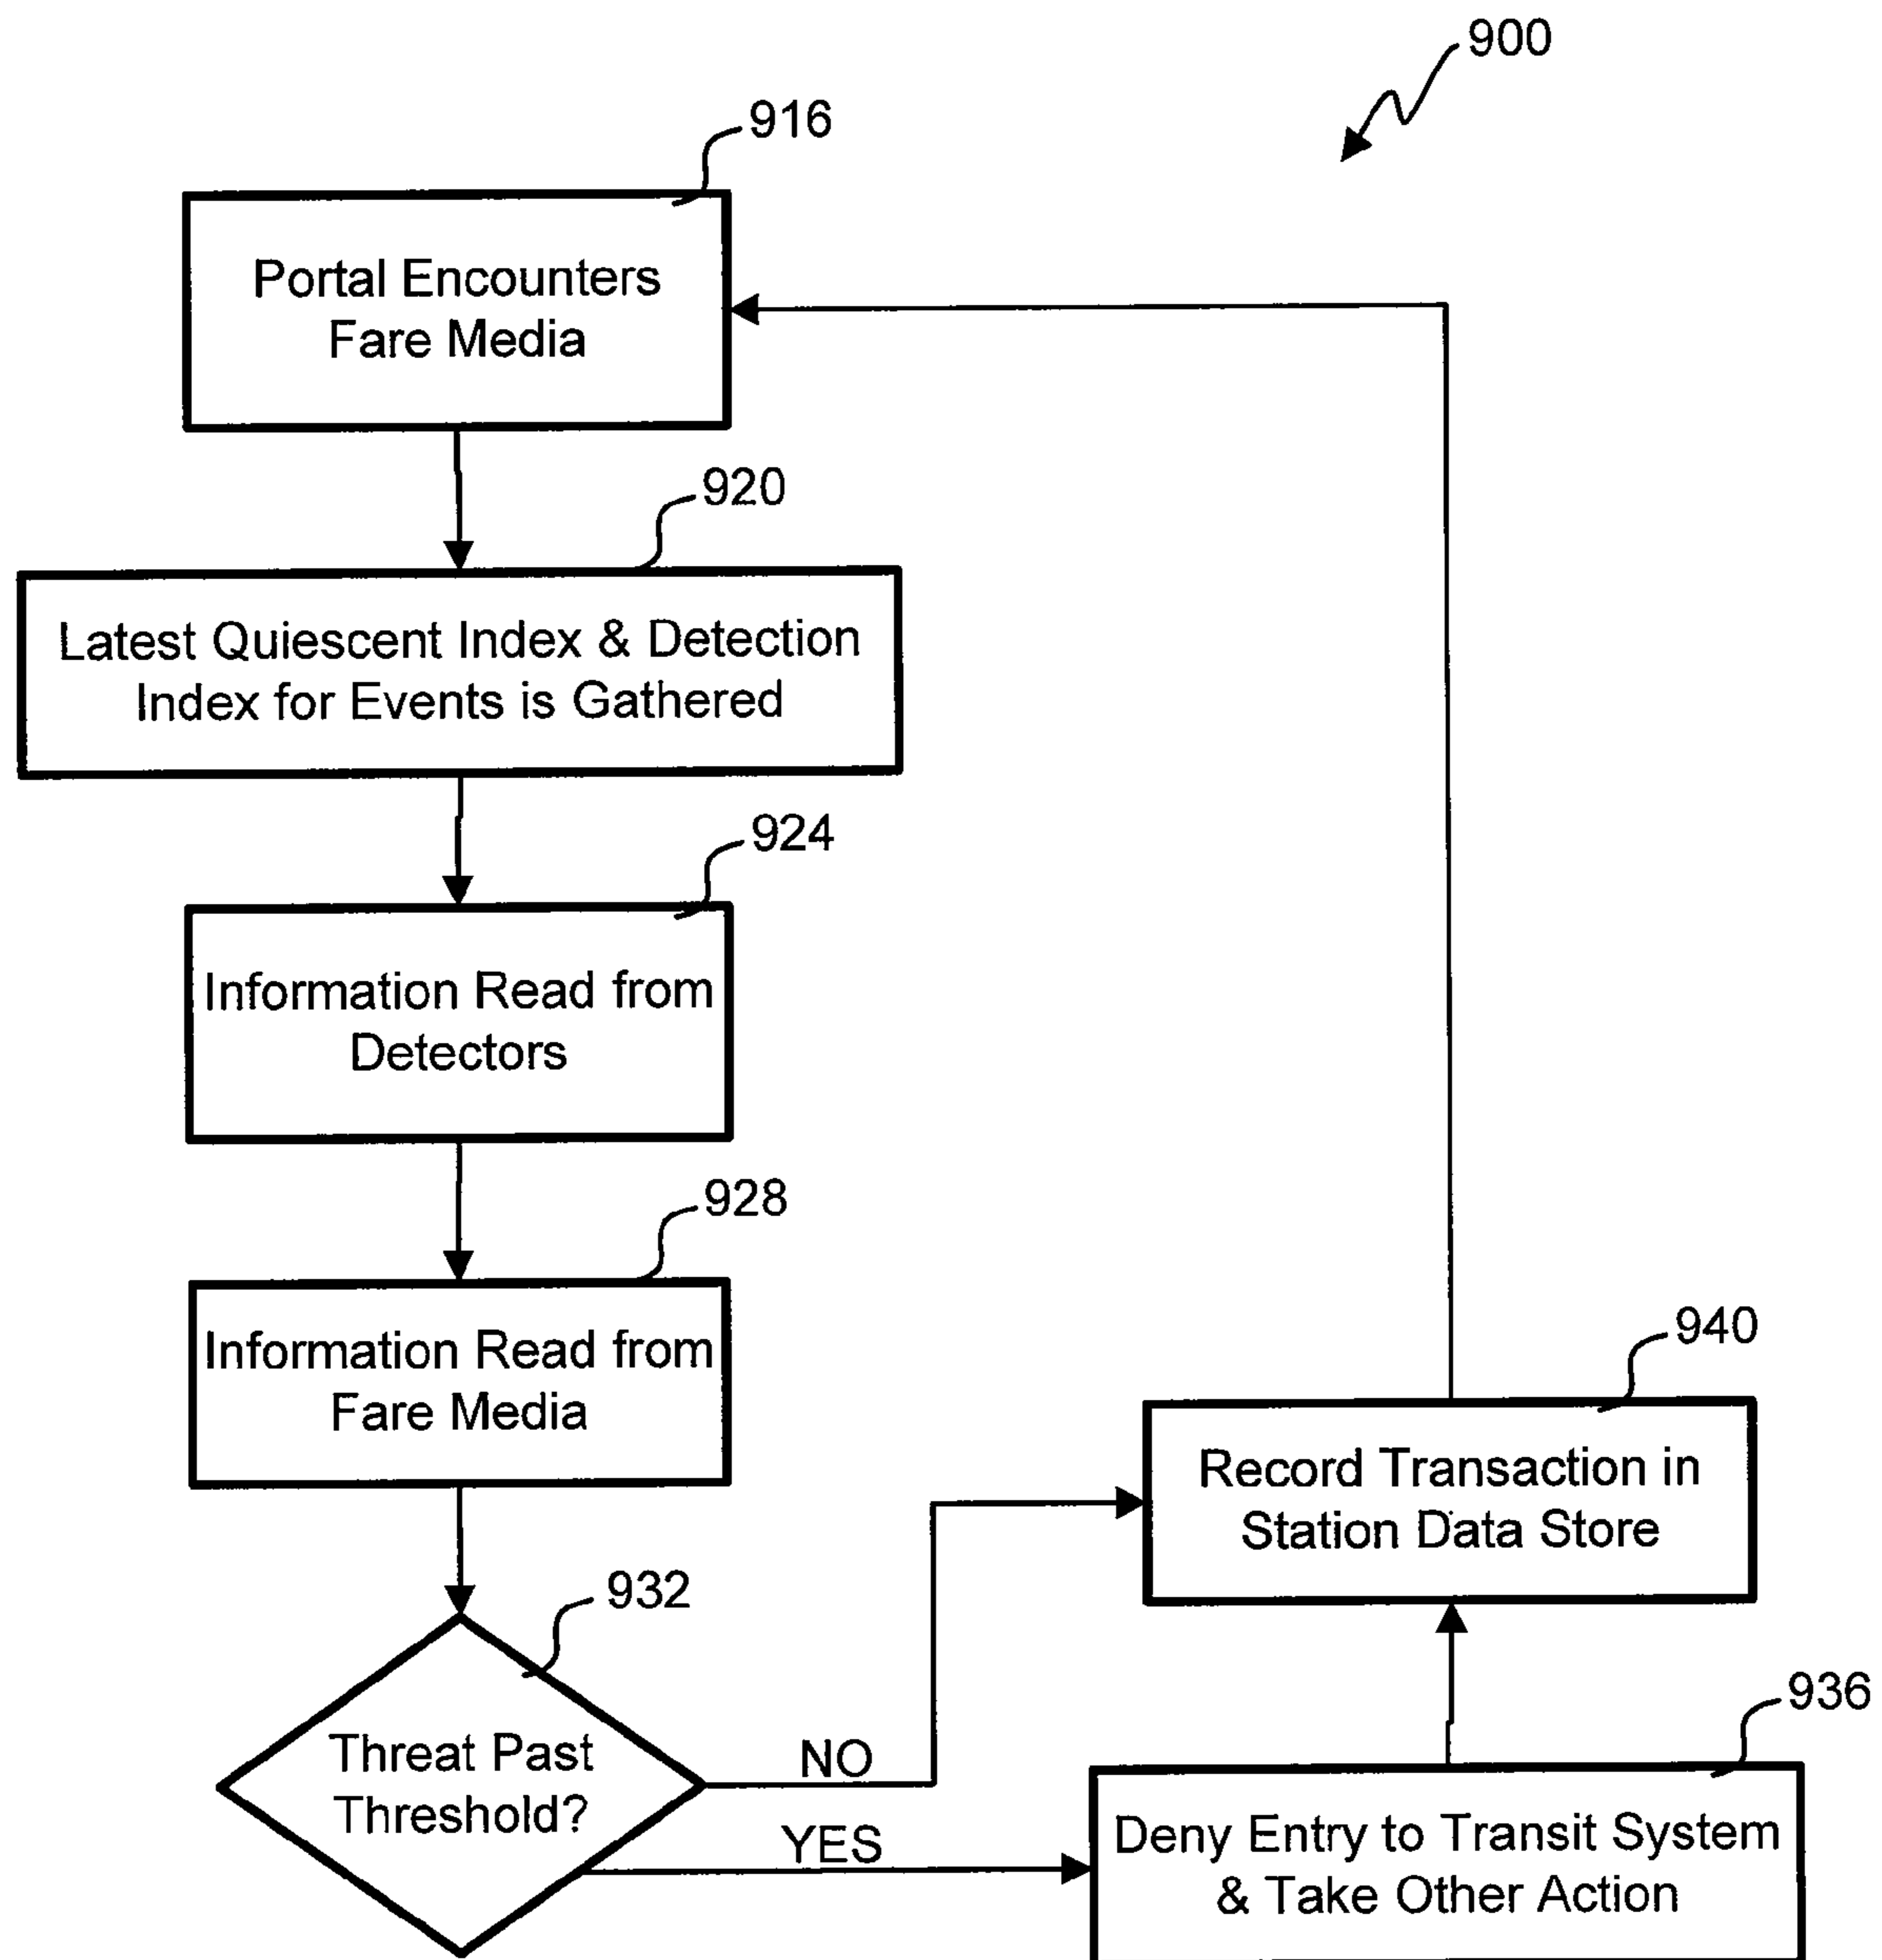 900
916
Portal Encounters
Fare Media
920
Latest Quiescent Index & Detection
Index for Events is Gathered
924
Information Read from
Detectors
928
Information Read from
Fare Media
940
Record Transaction in
Station Data Store
932
Threat Past
Threshold?
NO
YES
936
Deny Entry to Transit System
& Take Other Action